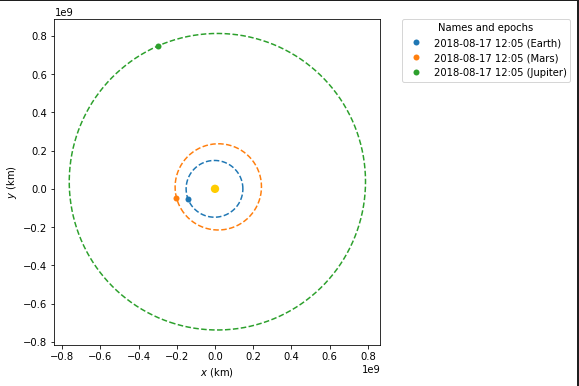 1e9
0.8
0.6
0.4
0.2
0.0
−0.2
−0.4
−0.6
−0.8
y (km)
−0.8 −0.6 −0.4 −0.2 0.0 0.2 0.4 0.6 0.8
x (km)
1e9
Names and epochs
2018-08-17 12:05 (Earth)
2018-08-17 12:05 (Mars)
2018-08-17 12:05 (Jupiter)